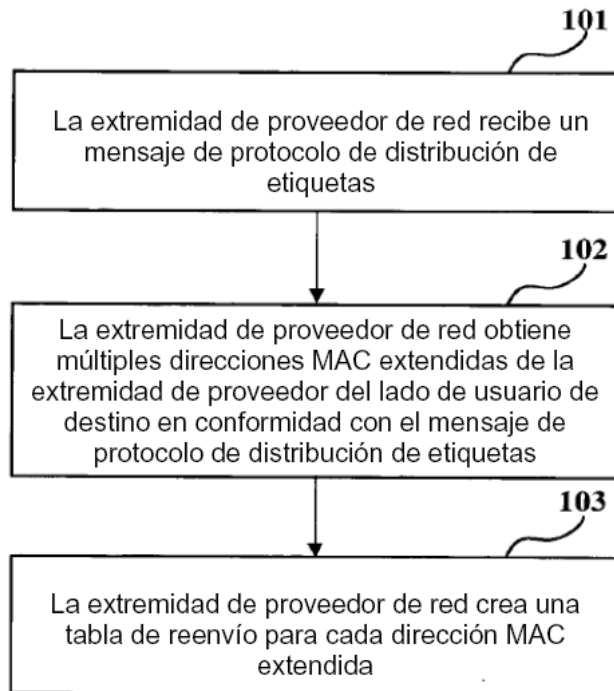 101
La extremidad de proveedor de red recibe un
mensaje de protocolo de distribución de
etiquetas
102
La extremidad de proveedor de red obtiene
múltiples direcciones MAC extendidas de la
extremidad de proveedor del lado de usuario de
destino en conformidad con el mensaje de
protocolo de distribución de etiquetas
103
La extremidad de proveedor de red crea una
tabla de reenvío para cada dirección MAC
extendida